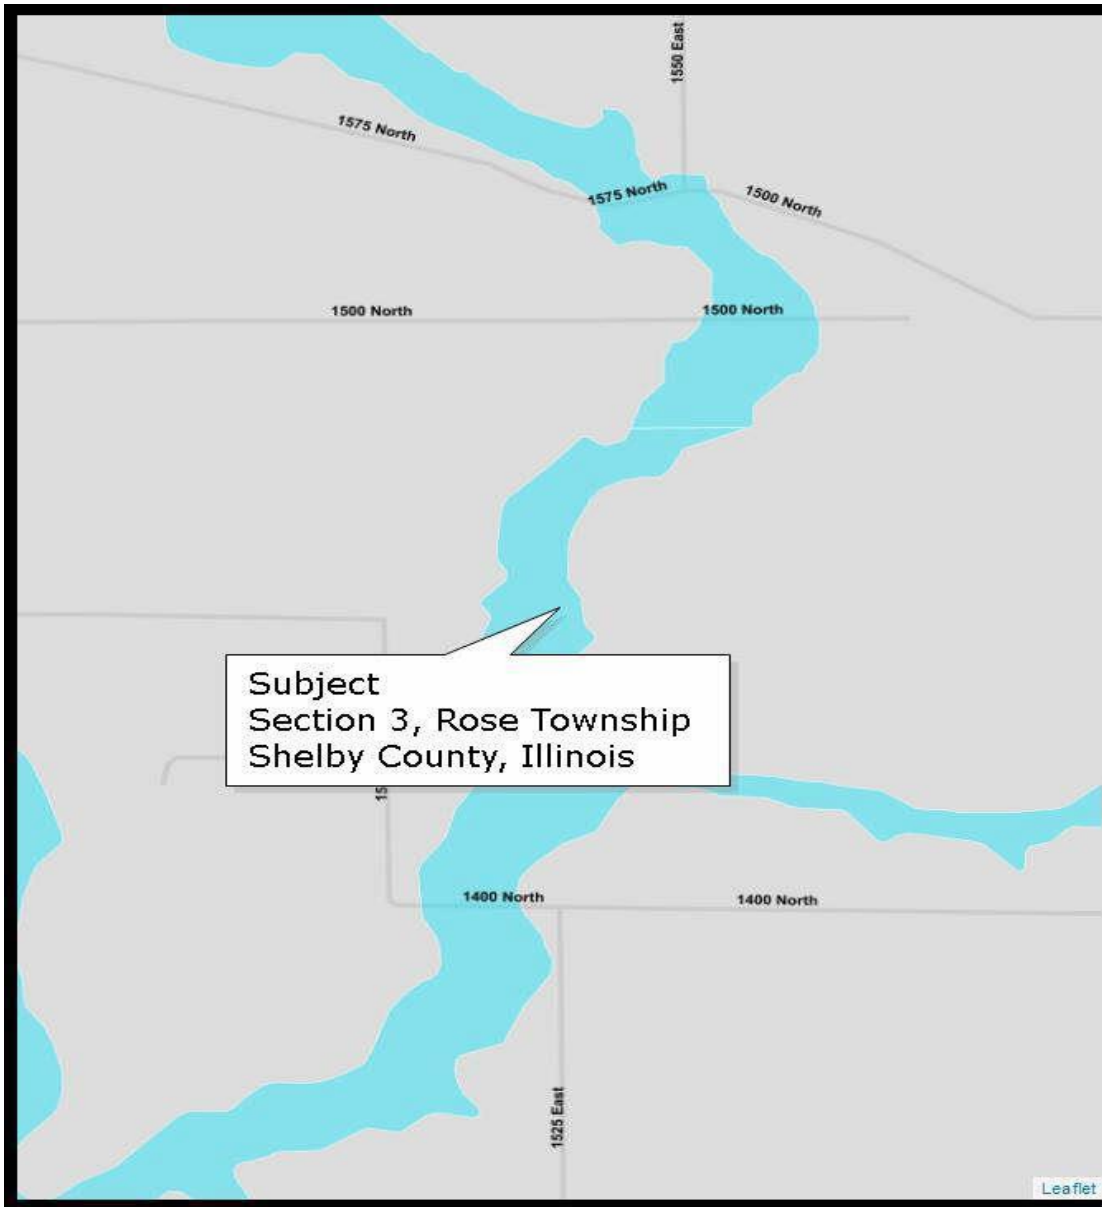 1550 East
1575 North
1575 North
1500 North
1500 North
1500 North
Subject
Section 3, Rose Township
Shelby County, Illinois
15
1400 North
1400 North
1525 East
Leaflet